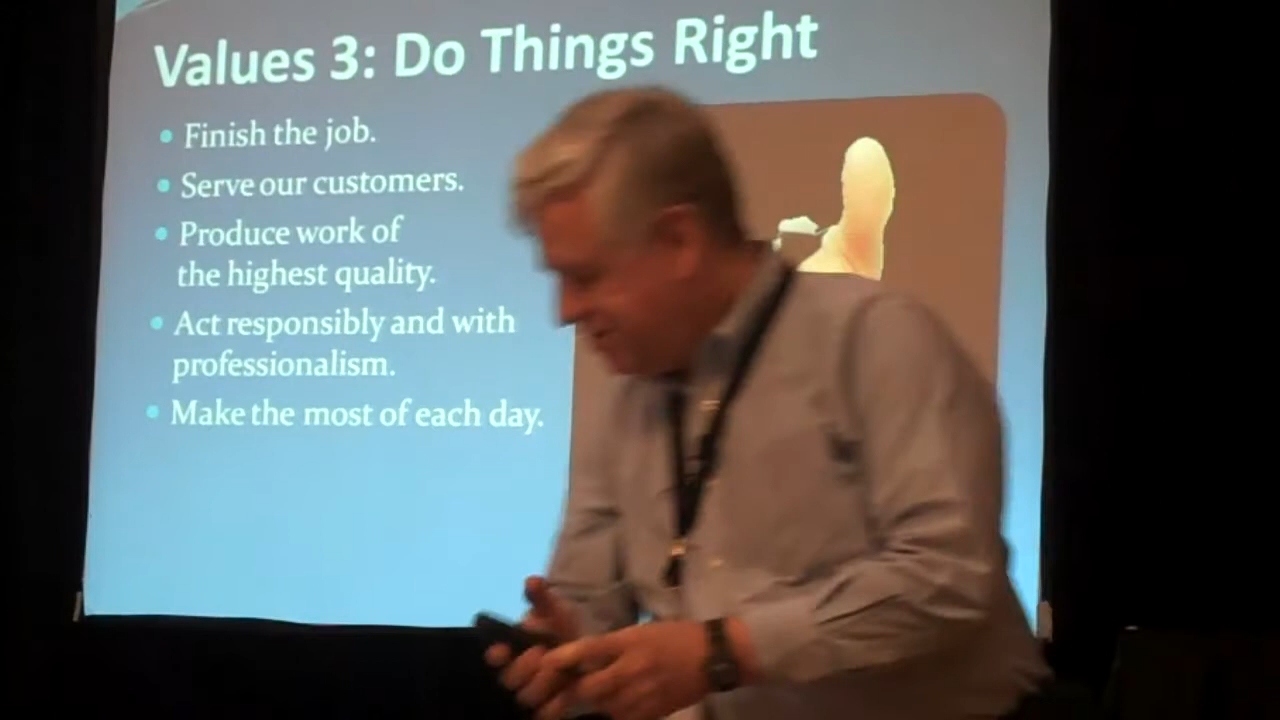 Values 3: Do Things Right
• Finish the job.
• Serve our customers.
• Produce work of
the highest quality.
• Act responsibly and with
professionalism.
• Make the most of each day.